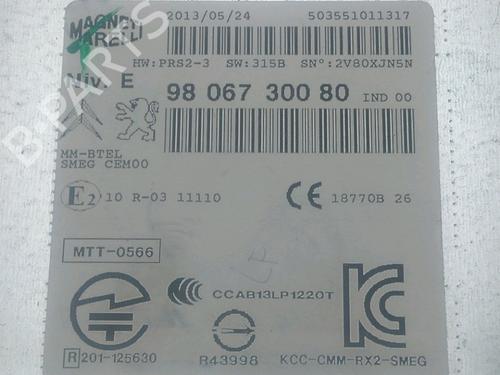 MAGNETI
MARELLI
2013/05/24 503551011317
HW:PRS2-3 SW:315B SN°:2V80XJN5N
Niv. E
98 067 300 80 IND 00
MM-BTEL
SMEG CEM00
E2 10 R-03 11110 CE 18770B 26
MTT-0566
CCAB13LP1220T
KC
R 201-125630 R43998 KCC-CMM-RX2-SMEG
B-PARTS